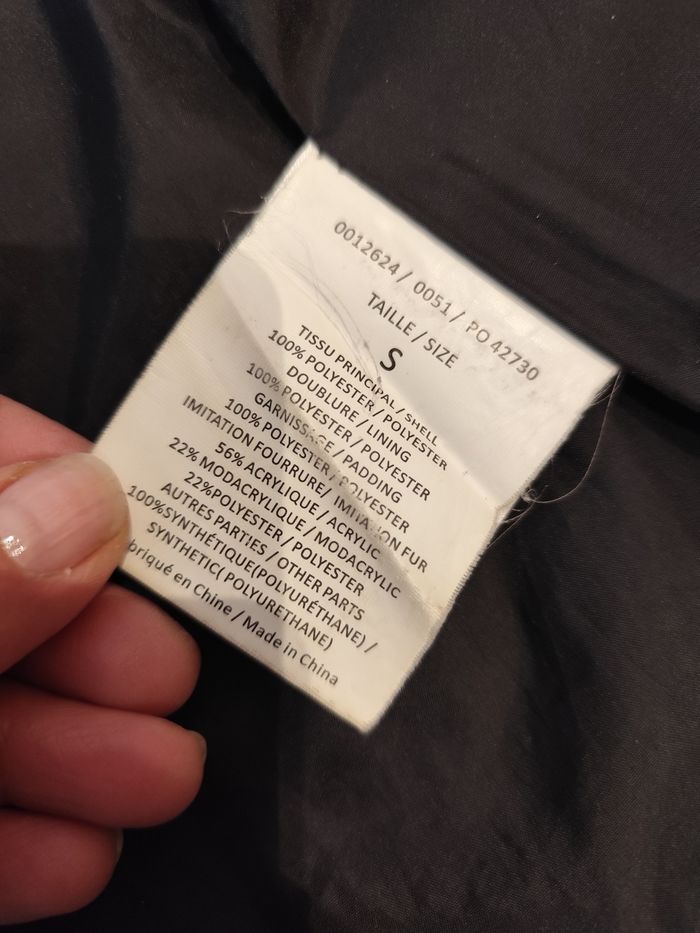 0012624 / 0051 / PO 42730
TAILLE / SIZE
S
TISSU PRINCIPAL / SHELL
100% POLYESTER / POLYESTER
DOUBLURE / LINING
100% POLYESTER / POLYESTER
GARNISSAGE / PADDING
100% POLYESTER / POLYESTER
IMITATION FOURRURE/ IMITATION FUR
56% ACRYLIQUE / ACRYLIC
22% MODACRYLIQUE / MODACRYLIC
22%POLYESTER / POLYESTER
AUTRES PARTIES / OTHER PARTS
100%SYNTHÉTIQUE(POLYURÉTHANE) /
SYNTHETIC( POLYURETHANE)
briqué en Chine / Made in China